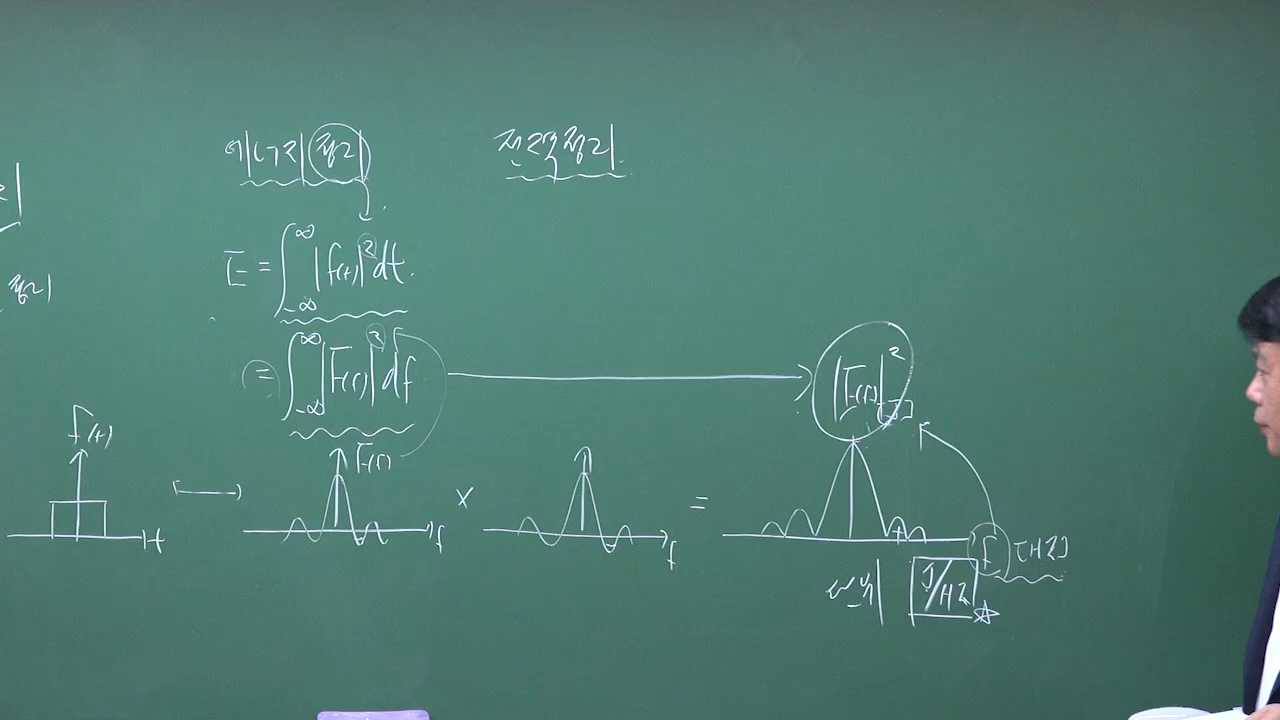 에너지 정리
전력 정리
E = ∫_{-∞}^{∞} |f(t)|² dt
= ∫_{-∞}^{∞} |F(f)|² df
|F(f)|²
[J]
f(t)
t
F(f)
f
×
f
=
f [Hz]
단위 J/Hz ☆